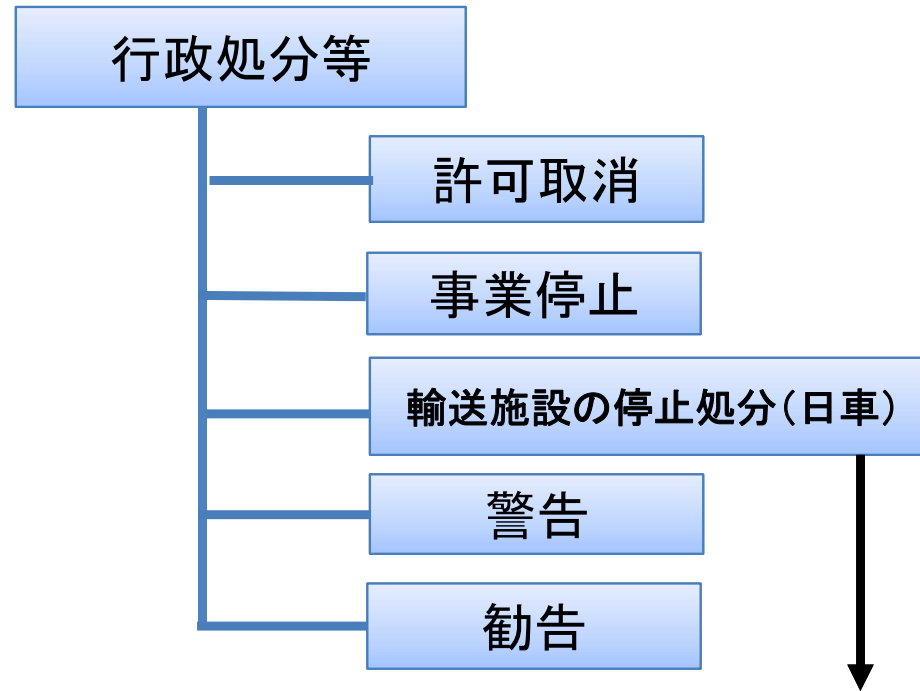 行政処分等
許可取消
事業停止
輸送施設の停止処分（日車）
警告
勧告